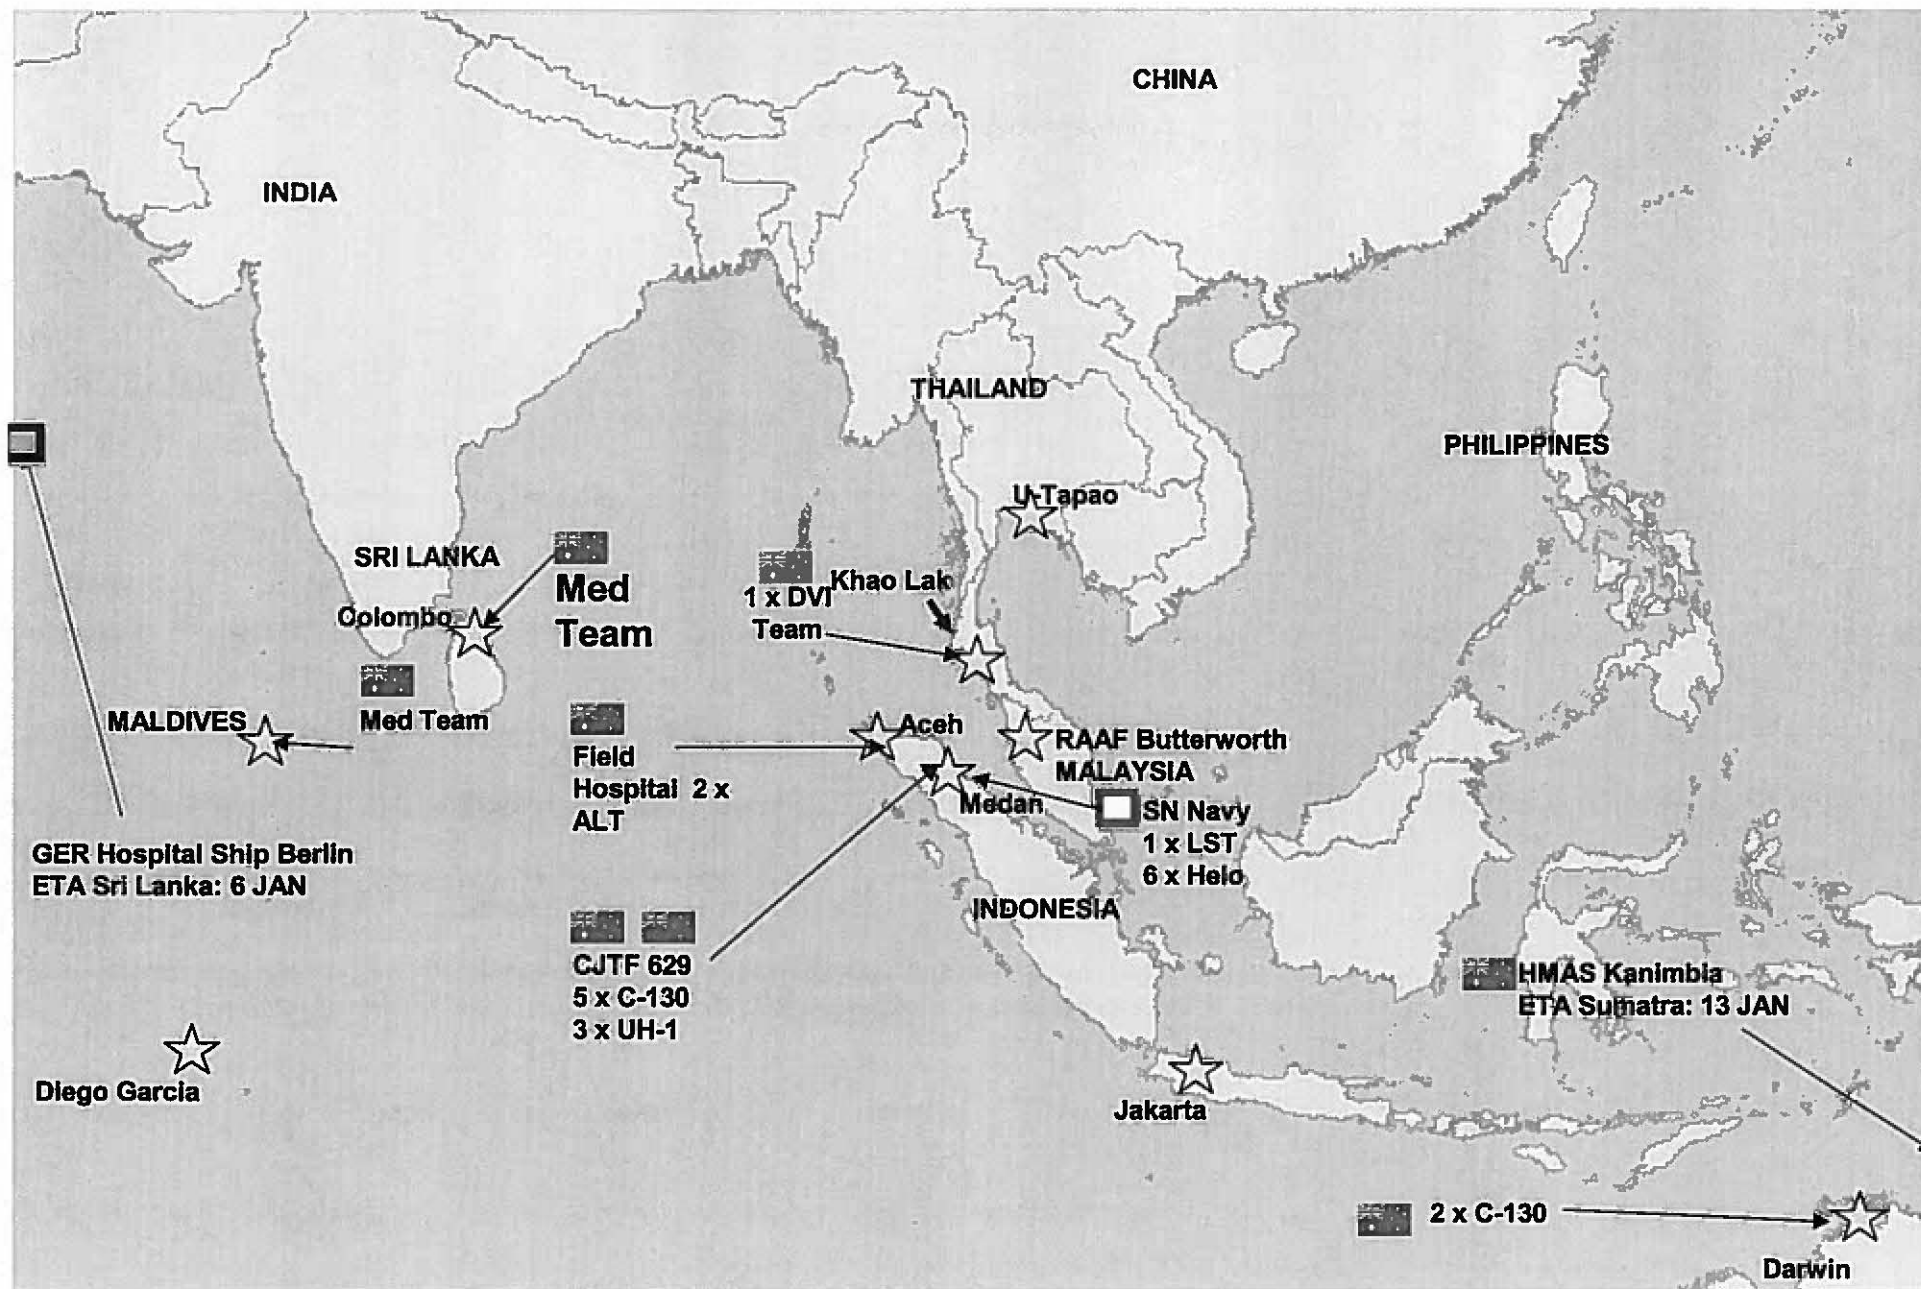 CHINA
INDIA
THAILAND
PHILIPPINES
U-Tapao
SRI LANKA
Colombo
Med
Team
1 x DVI
Team
Khao Lak
MALDIVES
Med Team
Field
Hospital 2 x
ALT
Aceh
RAAF Butterworth
MALAYSIA
Medan
SN Navy
1 x LST
6 x Helo
GER Hospital Ship Berlin
ETA Sri Lanka: 6 JAN
INDONESIA
CJTF 629
5 x C-130
3 x UH-1
HMAS Kanimbia
ETA Sumatra: 13 JAN
Diego Garcia
Jakarta
2 x C-130
Darwin